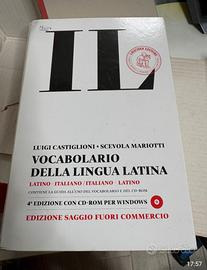 IL
LUIGI CASTIGLIONI • SCEVOLA MARIOTTI
VOCABOLARIO
DELLA LINGUA LATINA
LATINO - ITALIANO / ITALIANO - LATINO
CONTIENE LA GUIDA ALL'USO DEL VOCABOLARIO E DEL CD-ROM
4ª EDIZIONE CON CD-ROM PER WINDOWS
EDIZIONE SAGGIO FUORI COMMERCIO
17:57